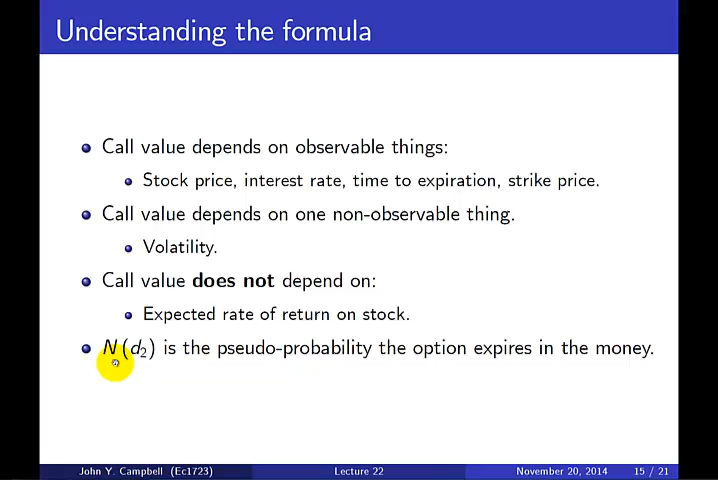 Understanding the formula
Call value depends on observable things:
Stock price, interest rate, time to expiration, strike price.
Call value depends on one non-observable thing.
Volatility.
Call value does not depend on:
Expected rate of return on stock.
N(d₂) is the pseudo-probability the option expires in the money.
John Y. Campbell (Ec1723) Lecture 22 November 20, 2014 15 / 21